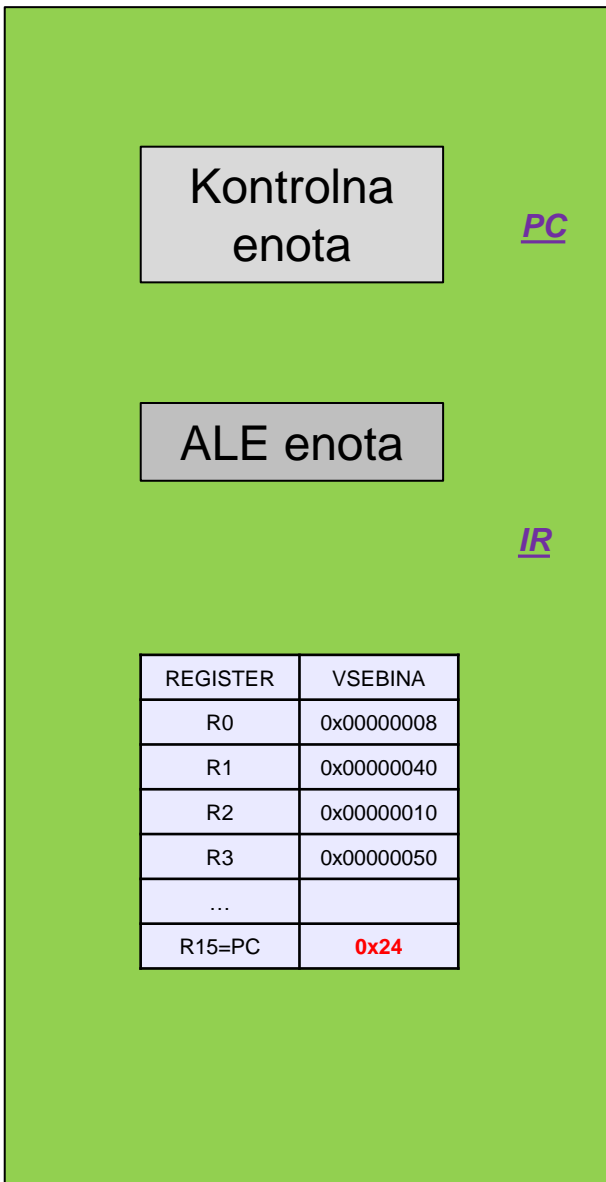 Kontrolna
enota
PC
ALE enota
IR
REGISTER VSEBINA
R0 0x00000008
R1 0x00000040
R2 0x00000010
R3 0x00000050
…
R15=PC 0x24